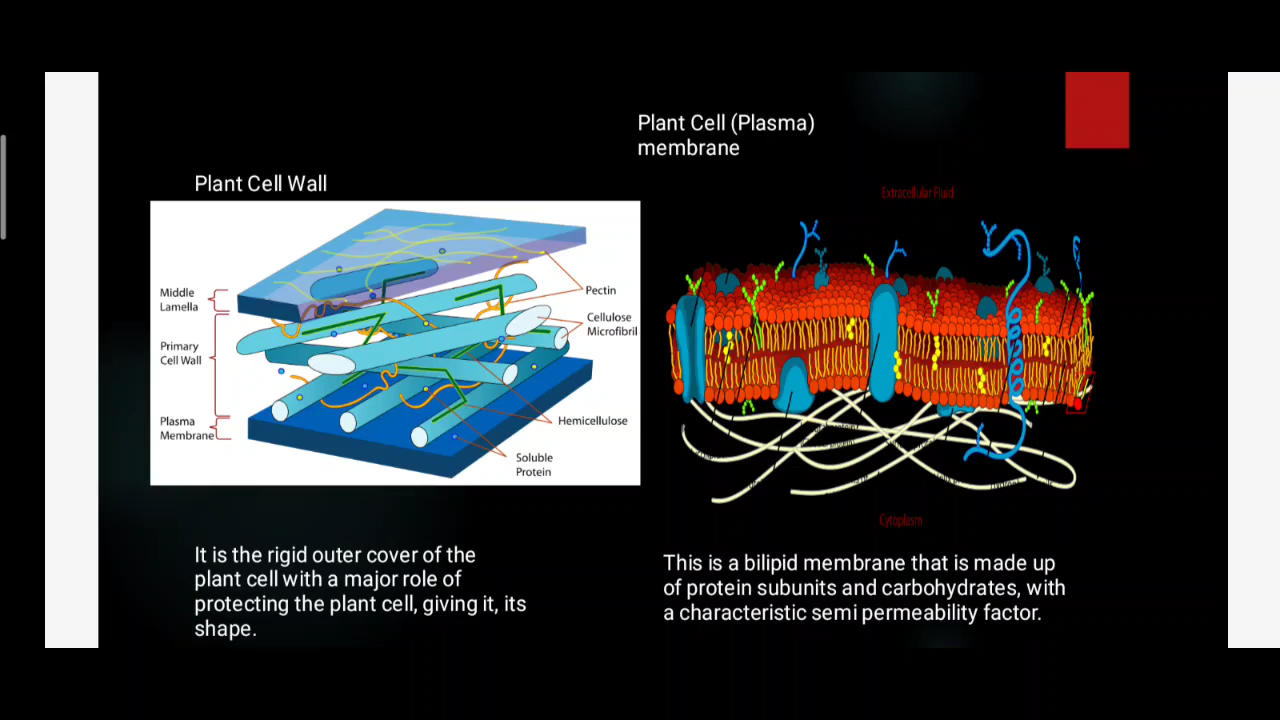 Plant Cell (Plasma)
membrane
Plant Cell Wall
Extracellular Fluid
Middle
Lamella
Primary
Cell Wall
Plasma
Membrane
Pectin
Cellulose
Microfibril
Hemicellulose
Soluble
Protein
Cytoplasm
It is the rigid outer cover of the
plant cell with a major role of
protecting the plant cell, giving it, its
shape.
This is a bilipid membrane that is made up
of protein subunits and carbohydrates, with
a characteristic semi permeability factor.